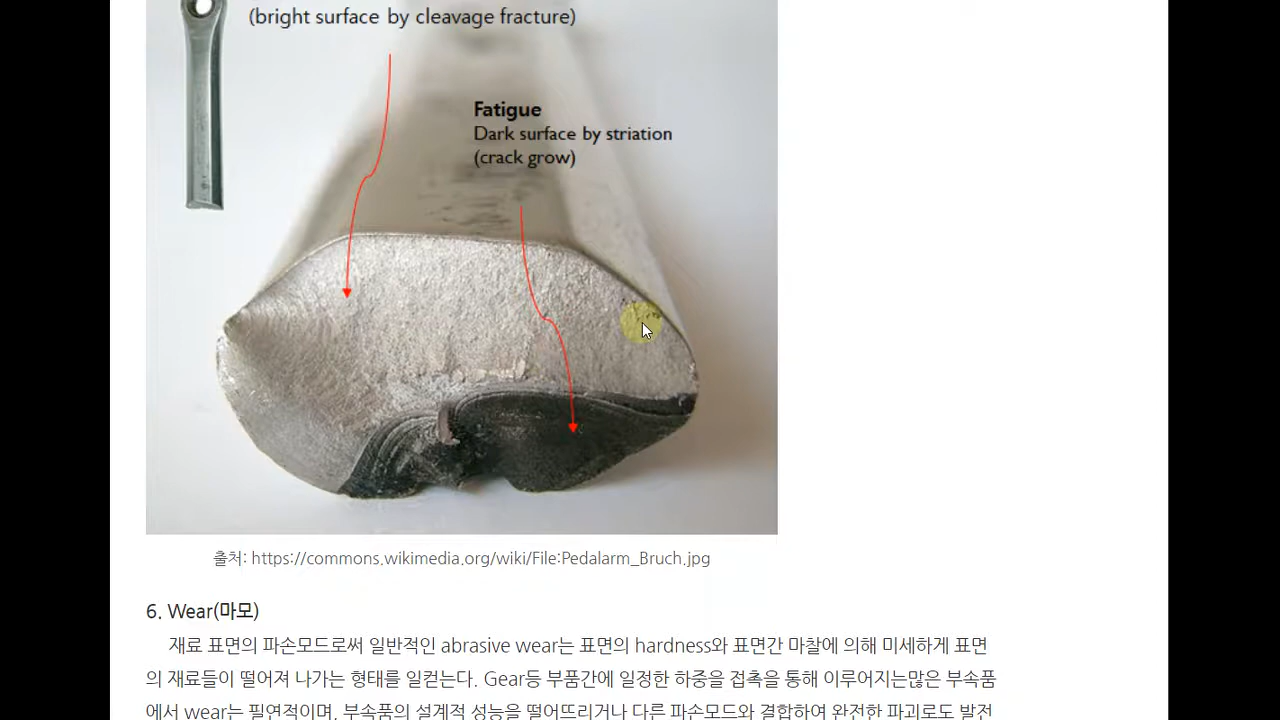 (bright surface by cleavage fracture)
Fatigue
Dark surface by striation
(crack grow)
출처: https://commons.wikimedia.org/wiki/File:Pedalarm_Bruch.jpg
6. Wear(마모)
재료 표면의 파손모드로써 일반적인 abrasive wear는 표면의 hardness와 표면간 마찰에 의해 미세하게 표면
의 재료들이 떨어져 나가는 형태를 일컫는다. Gear등 부품간에 일정한 하중을 접촉을 통해 이루어지는많은 부속품
에서 wear는 필연적이며, 부속품의 설계적 성능을 떨어뜨리거나 다른 파손모드와 결합하여 완전한 파괴로도 발전